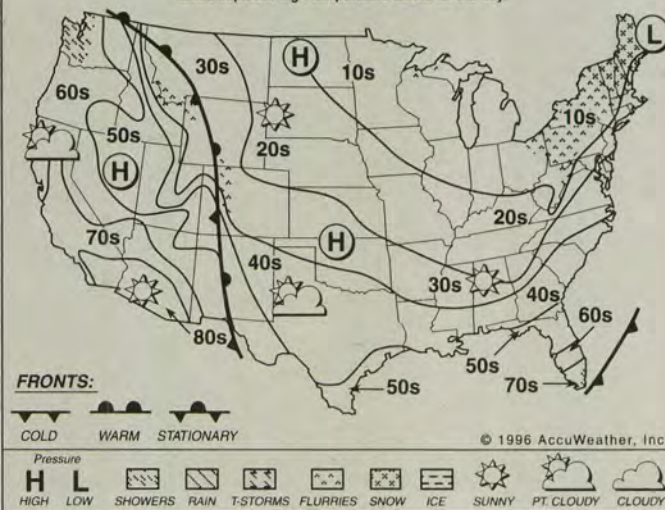 H
L
30s
10s
60s
10s
50s
20s
H
20s
H
70s
40s
30s
40s
60s
80s
50s
50s
70s
FRONTS:
COLD WARM STATIONARY
© 1996 AccuWeather, Inc
Pressure
H L
HIGH LOW SHOWERS RAIN T-STORMS FLURRIES SNOW ICE SUNNY PT. CLOUDY CLOUDY